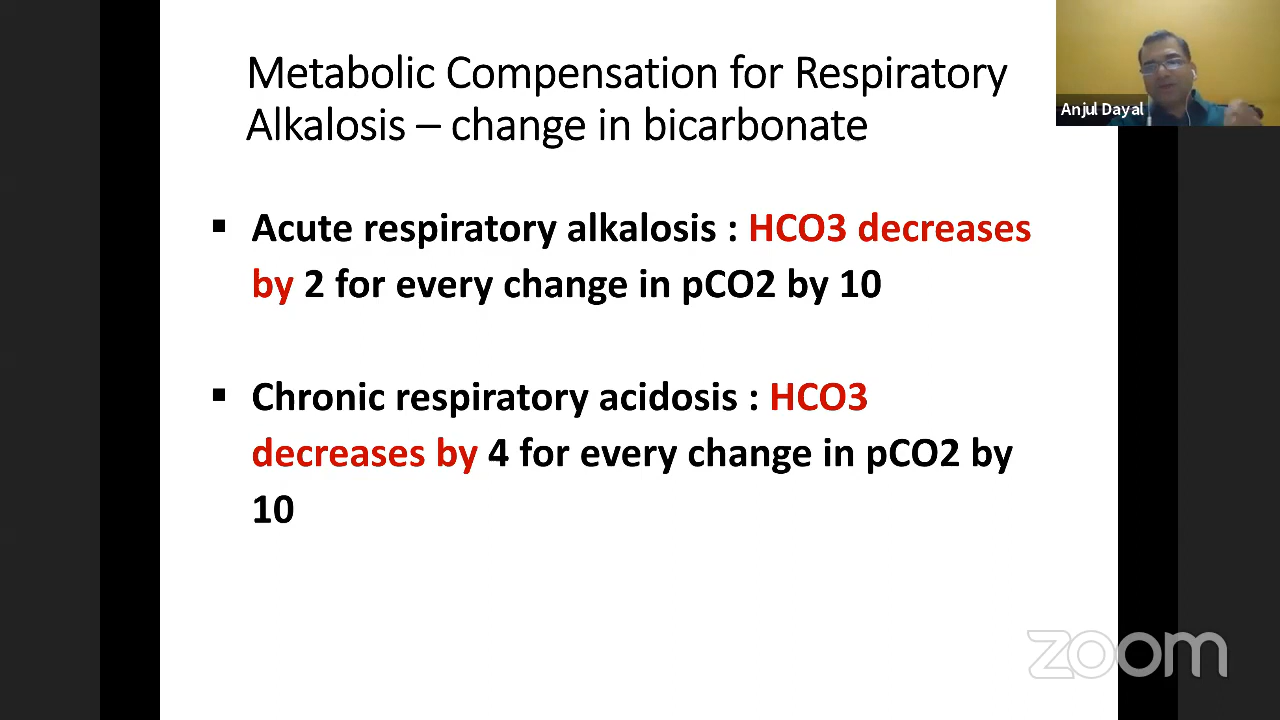 Metabolic Compensation for Respiratory
Alkalosis – change in bicarbonate
Anjul Dayal
▪ Acute respiratory alkalosis : HCO3 decreases
by 2 for every change in pCO2 by 10
▪ Chronic respiratory acidosis : HCO3
decreases by 4 for every change in pCO2 by
10
zoom